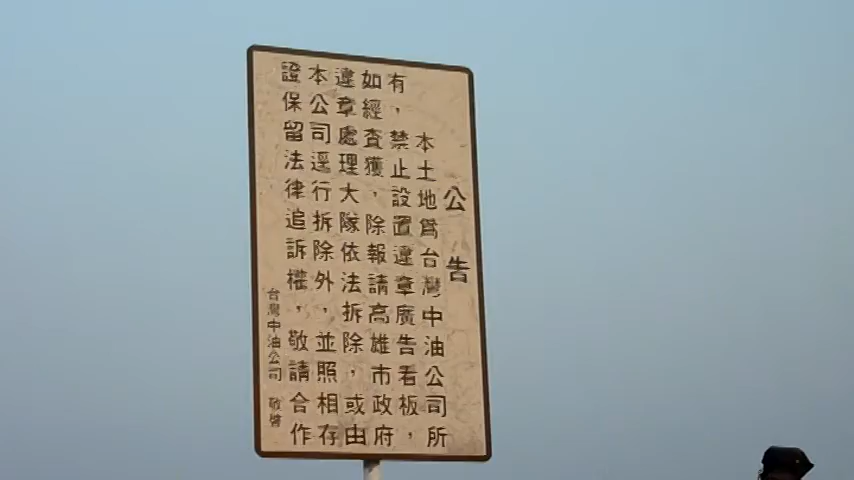 公告
本土地為台灣中油公司所
有，禁止設置違章廣告看板，
如經查獲，除報請高雄市政府
違章處理大隊依法拆除，或由
本公司逕行拆除外，並照相存
證保留法律追訴權，敬請合作
台灣中油公司 敬啓